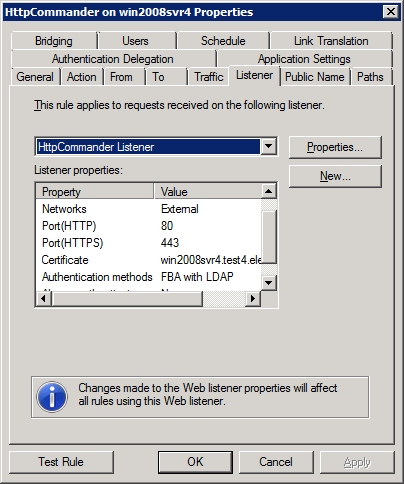 HttpCommander on win2008svr4 Properties
Bridging Users Schedule Link Translation
Authentication Delegation Application Settings
General Action From To Traffic Listener Public Name Paths
This rule applies to requests received on the following listener.
HttpCommander Listener
Properties...
Listener properties:
New...
Property Value
Networks External
Port(HTTP) 80
Port(HTTPS) 443
Certificate win2008svr4.test4.ele
Authentication methods FBA with LDAP
Changes made to the Web listener properties will affect
all rules using this Web listener.
Test Rule OK Cancel Apply